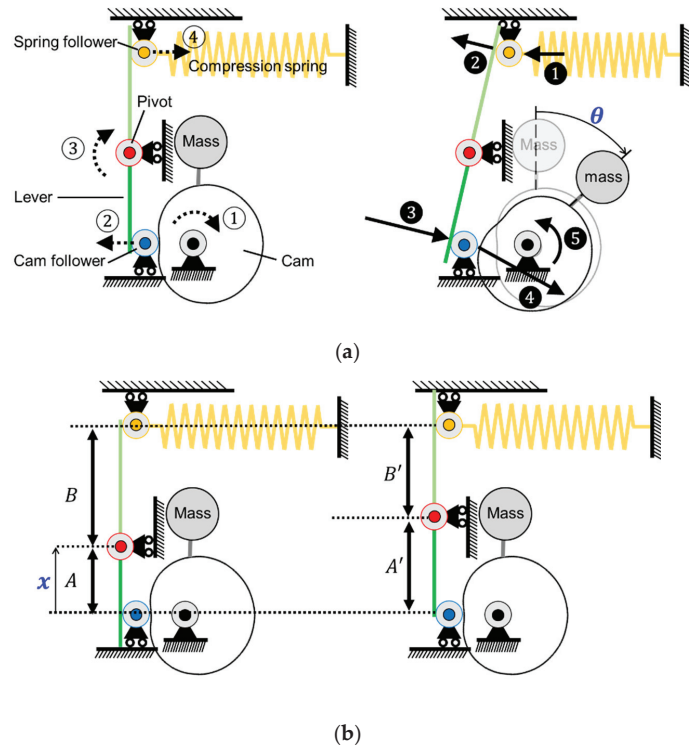 ④
Spring follower
Compression spring
Pivot
③
Mass
Lever
②
①
Cam follower
Cam
②
①
θ
Mass
mass
③
⑤
④
(a)
B
B′
Mass
Mass
x
A
A′
(b)